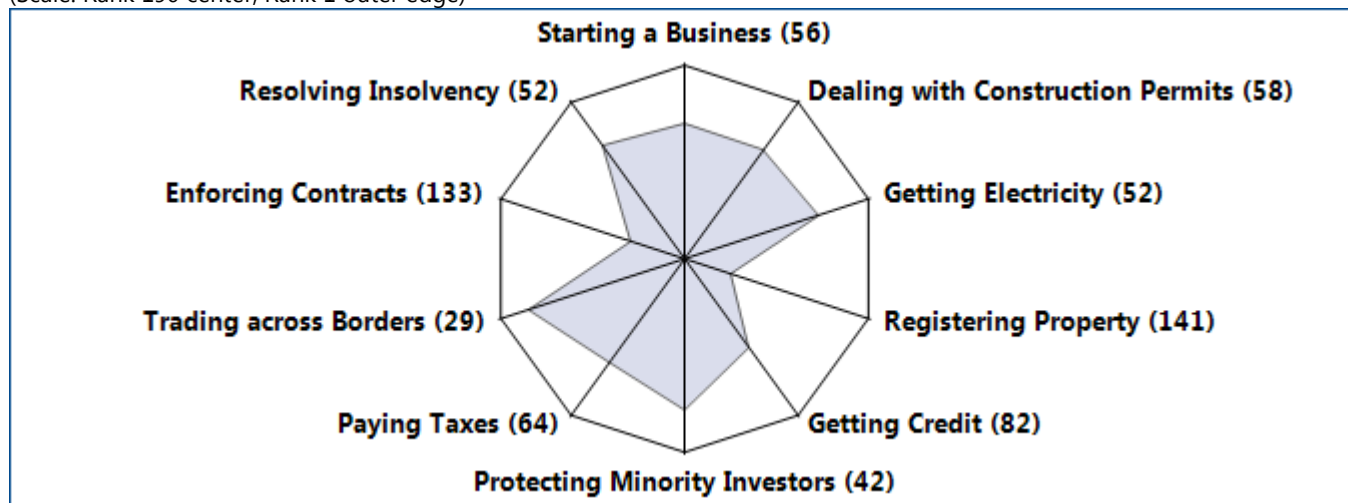 (Scale: Rank 190 center, Rank 1 outer edge)
Starting a Business (56)
Resolving Insolvency (52)
Dealing with Construction Permits (58)
Enforcing Contracts (133)
Getting Electricity (52)
Trading across Borders (29)
Registering Property (141)
Paying Taxes (64)
Getting Credit (82)
Protecting Minority Investors (42)